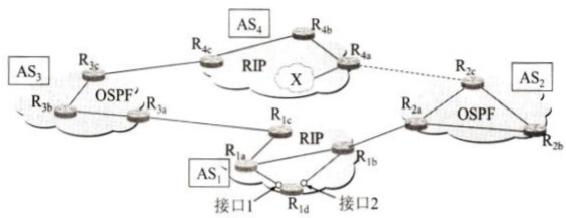 AS4
R4b
R4c
R4a
RIP
X
AS3
R3c
OSPF
R3b
R3a
R2c
AS2
R2a
OSPF
R2b
R1c
RIP
R1a
R1b
AS1
R1d
接口1
接口2